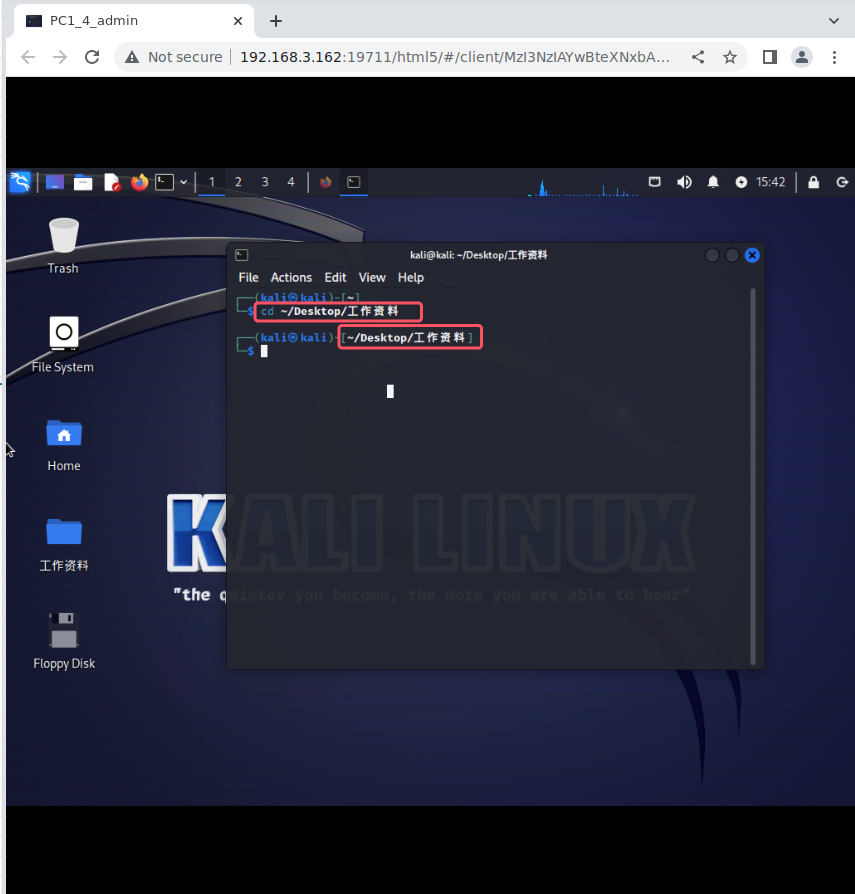 PC1_4_admin
Not secure 192.168.3.162:19711/html5/#/client/MzI3NzIAYwBteXNxbA...
1 2 3 4 15:42
Trash
File System
Home
工作资料
Floppy Disk
kali@kali: ~/Desktop/工作资料
File Actions Edit View Help
┌──(kali㉿kali)-[~]
└─$ cd ~/Desktop/工作资料
┌──(kali㉿kali)-[~/Desktop/工作资料]
└─$
KALI LINUX
"the quieter you become, the more you are able to hear"